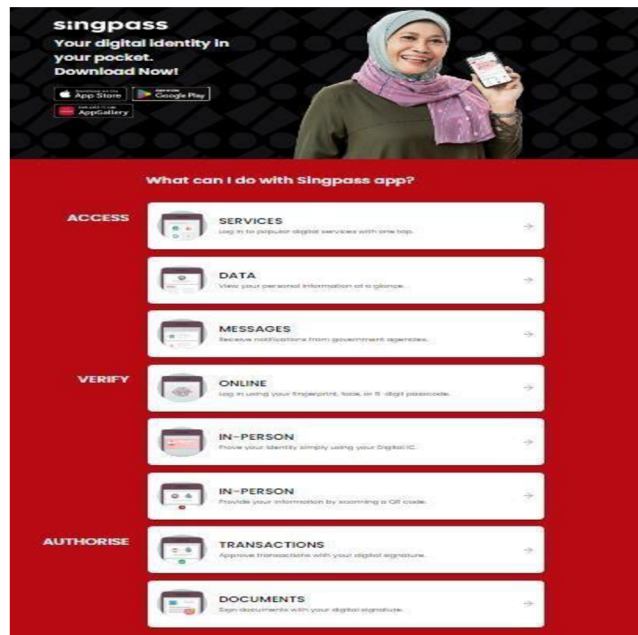 singpass
Your digital identity in
your pocket.
Download Now!
Download on the
App Store
Google Play
AppGallery
What can I do with Singpass app?
ACCESS
SERVICES
Log in to popular digital services with one tap.
DATA
View your personal information at a glance.
MESSAGES
Receive notifications from government agencies.
VERIFY
ONLINE
Log in using your fingerprint, face, or 6-digit passcode.
IN-PERSON
Prove your identity simply using your Digital IC.
IN-PERSON
Provide your information by scanning a QR code.
AUTHORISE
TRANSACTIONS
Approve transactions with your digital signature.
DOCUMENTS
Sign documents with your digital signature.